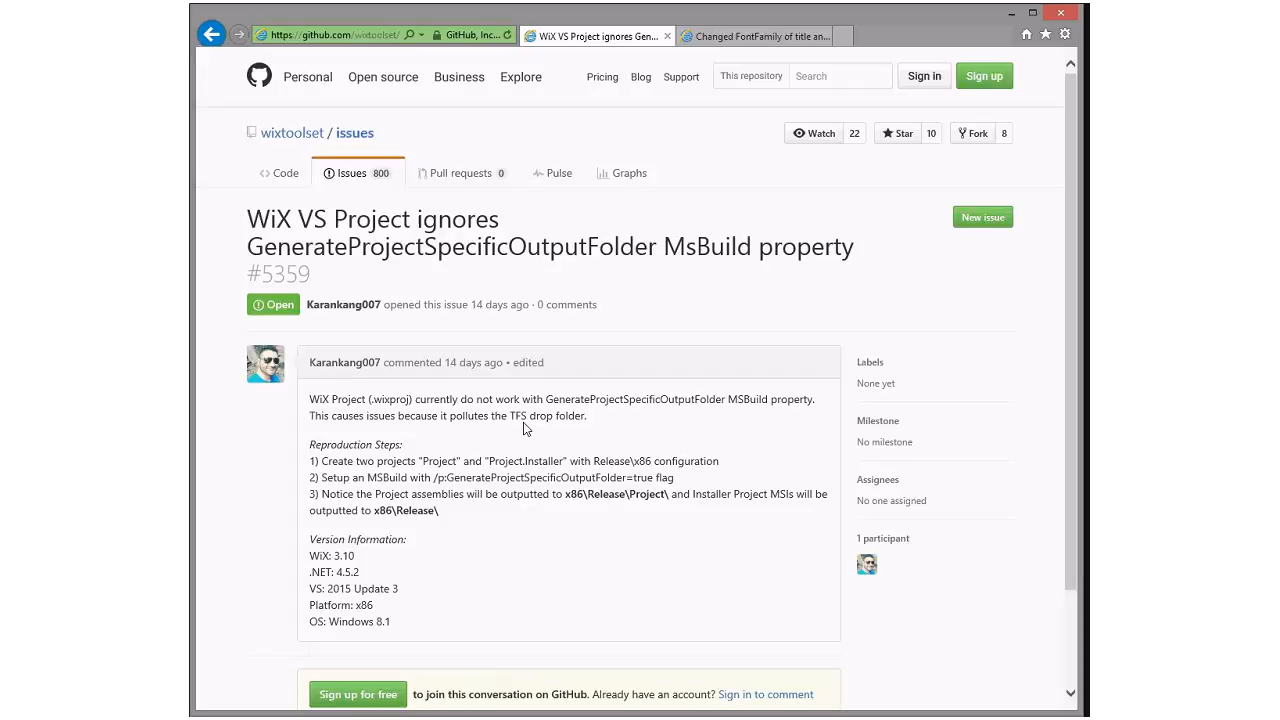 https://github.com/wixtoolset/ GitHub, Inc... WiX VS Project ignores Gen... Changed FontFamily of title an...
Personal Open source Business Explore Pricing Blog Support This repository Search Sign in Sign up
wixtoolset / issues Watch 22 Star 10 Fork 8
Code Issues 800 Pull requests 0 Pulse Graphs
WiX VS Project ignores
GenerateProjectSpecificOutputFolder MsBuild property
#5359
New issue
Open Karankang007 opened this issue 14 days ago · 0 comments
Karankang007 commented 14 days ago • edited
WiX Project (.wixproj) currently do not work with GenerateProjectSpecificOutputFolder MSBuild property.
This causes issues because it pollutes the TFS drop folder.
Reproduction Steps:
1) Create two projects "Project" and "Project.Installer" with Release\x86 configuration
2) Setup an MSBuild with /p:GenerateProjectSpecificOutputFolder=true flag
3) Notice the Project assemblies will be outputted to x86\Release\Project\ and Installer Project MSIs will be
outputted to x86\Release\
Version Information:
WiX: 3.10
.NET: 4.5.2
VS: 2015 Update 3
Platform: x86
OS: Windows 8.1
Labels
None yet
Milestone
No milestone
Assignees
No one assigned
1 participant
Sign up for free to join this conversation on GitHub. Already have an account? Sign in to comment